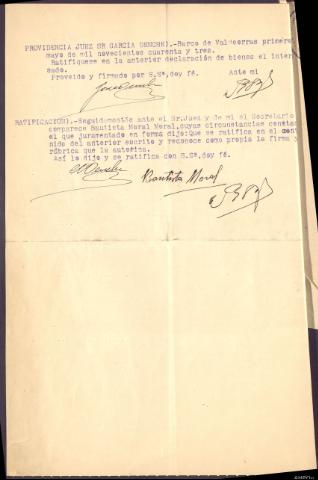 PROVIDENCIA JUEZ SR GARCIA
.-Barco de Valdeorras primero
mayo de mil novecientos cuarenta y tres.
Ratifiquese en la anterior declaración de bienes el inter
sado.
Proveido y firmado por S.Sª, doy fé. Ante mi
RATIFICACION).-Seguidamente ante el Sr.Juez y de mi el Secretario
comparece Bautista Moral Moral, cuyas circunstancias constan
el que juramentado en forma dijo: Que se ratifica en el conte
nido del anterior escrito y reconoce como propia la firma y
rúbrica que la autoriza.
Asi lo dijo y se ratifica con S.Sª, doy fé.
Bautista Moral